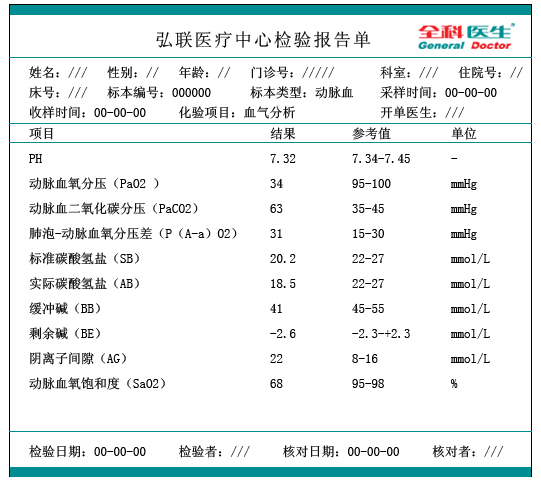 弘联医疗中心检验报告单
全科医生®
General Doctor
姓名：/// 性别：// 年龄：// 门诊号：///// 科室：/// 住院号：//
床号：/// 标本编号：000000 标本类型：动脉血 采样时间：00-00-00
收样时间：00-00-00 化验项目：血气分析 开单医生：///
项目 结果 参考值 单位
PH 7.32 7.34-7.45 -
动脉血氧分压（PaO2 ） 34 95-100 mmHg
动脉血二氧化碳分压（PaCO2） 63 35-45 mmHg
肺泡-动脉血氧分压差（P（A-a）O2） 31 15-30 mmHg
标准碳酸氢盐（SB） 20.2 22-27 mmol/L
实际碳酸氢盐（AB） 18.5 22-27 mmol/L
缓冲碱（BB） 41 45-55 mmol/L
剩余碱（BE） -2.6 -2.3-+2.3 mmol/L
阴离子间隙（AG） 22 8-16 mmol/L
动脉血氧饱和度（SaO2） 68 95-98 %
检验日期：00-00-00 检验者：/// 核对日期：00-00-00 核对者：///